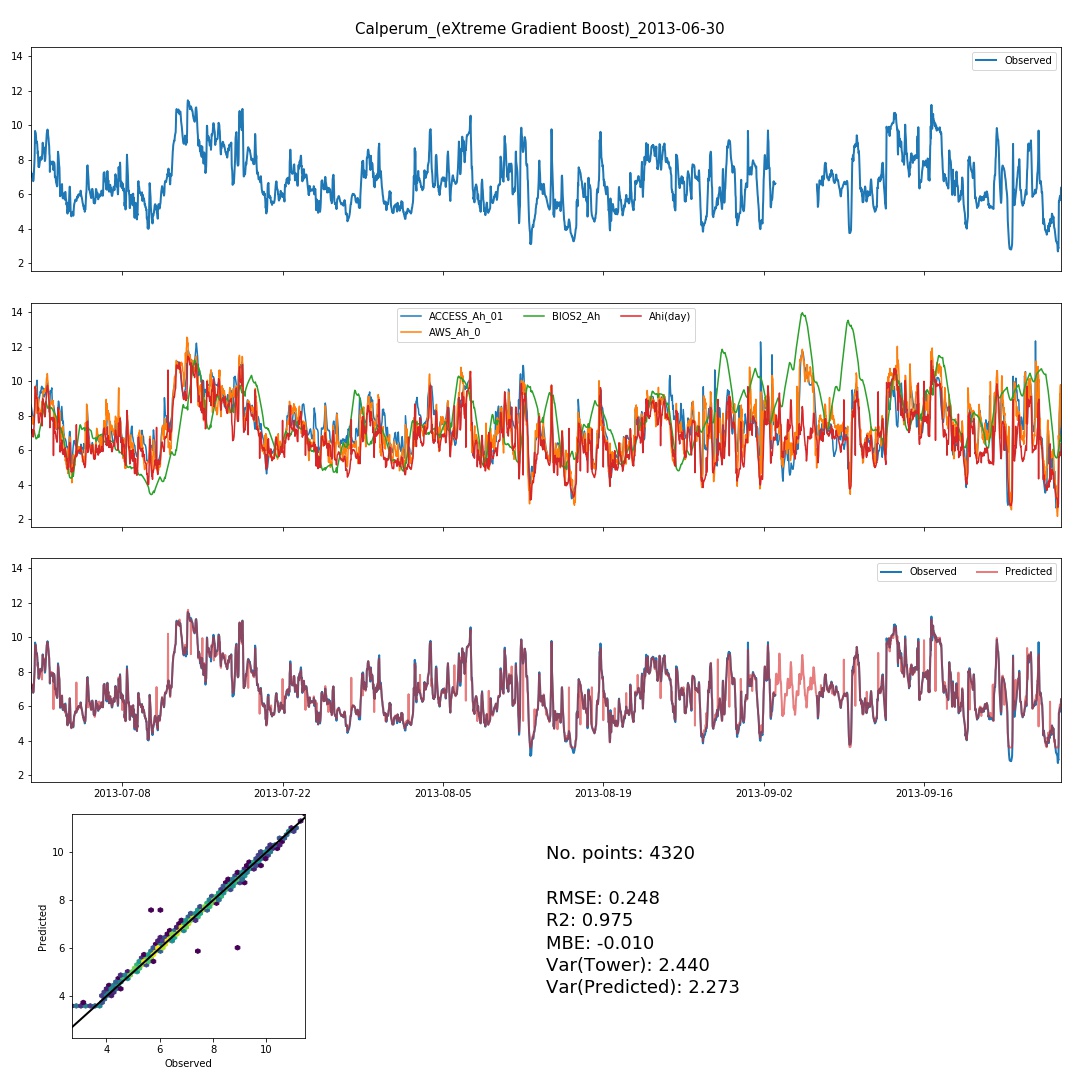 Calperum_(eXtreme Gradient Boost)_2013-06-30
14
12
10
8
6
4
2
Observed
14
12
10
8
6
4
2
ACCESS_Ah_01 BIOS2_Ah Ahi(day)
AWS_Ah_0
14
12
10
8
6
4
2
Observed Predicted
2013-07-08 2013-07-22 2013-08-05 2013-08-19 2013-09-02 2013-09-16
10
8
6
4
Predicted
4 6 8 10
Observed
No. points: 4320
RMSE: 0.248
R2: 0.975
MBE: -0.010
Var(Tower): 2.440
Var(Predicted): 2.273